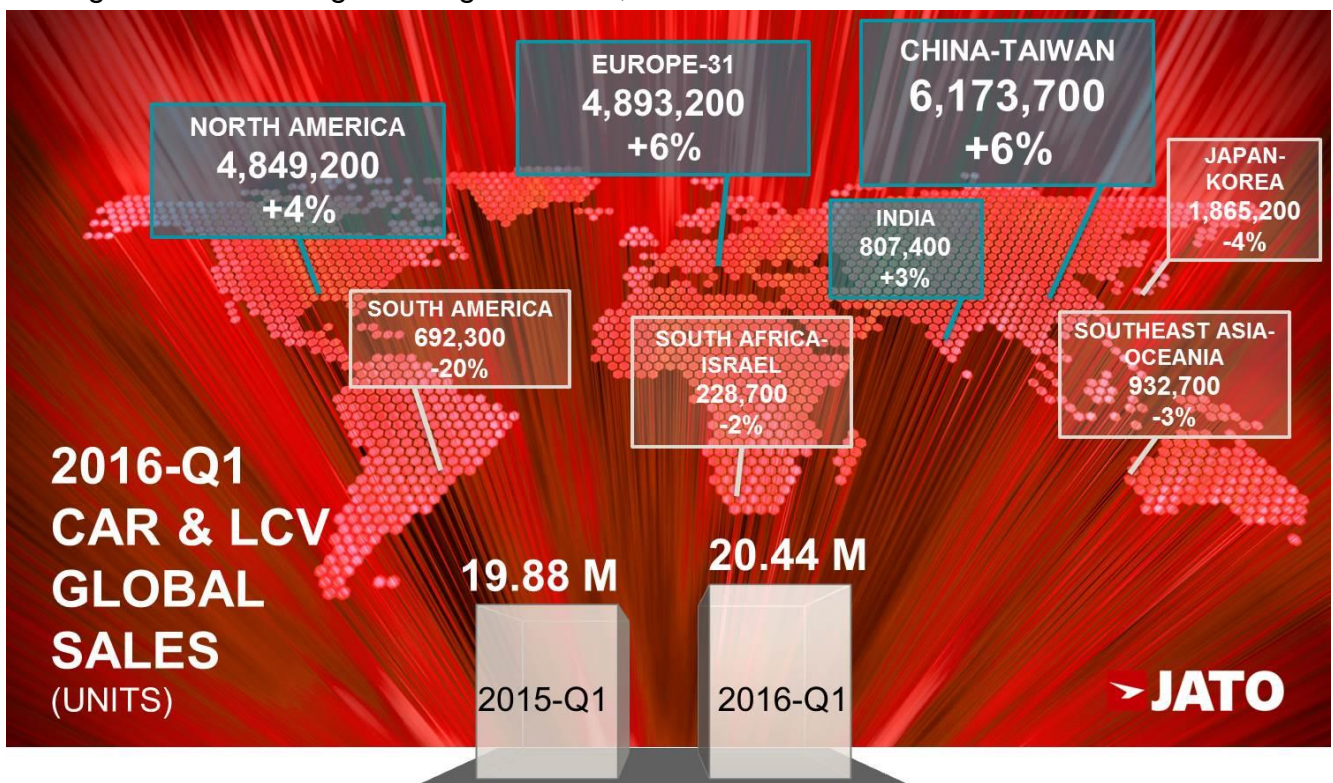 NORTH AMERICA
4,849,200
+4%
EUROPE-31
4,893,200
+6%
CHINA-TAIWAN
6,173,700
+6%
JAPAN-
KOREA
1,865,200
-4%
INDIA
807,400
+3%
SOUTH AMERICA
692,300
-20%
SOUTH AFRICA-
ISRAEL
228,700
-2%
SOUTHEAST ASIA-
OCEANIA
932,700
-3%
2016-Q1
CAR & LCV
GLOBAL
SALES
(UNITS)
19.88 M
20.44 M
2015-Q1
2016-Q1
JATO